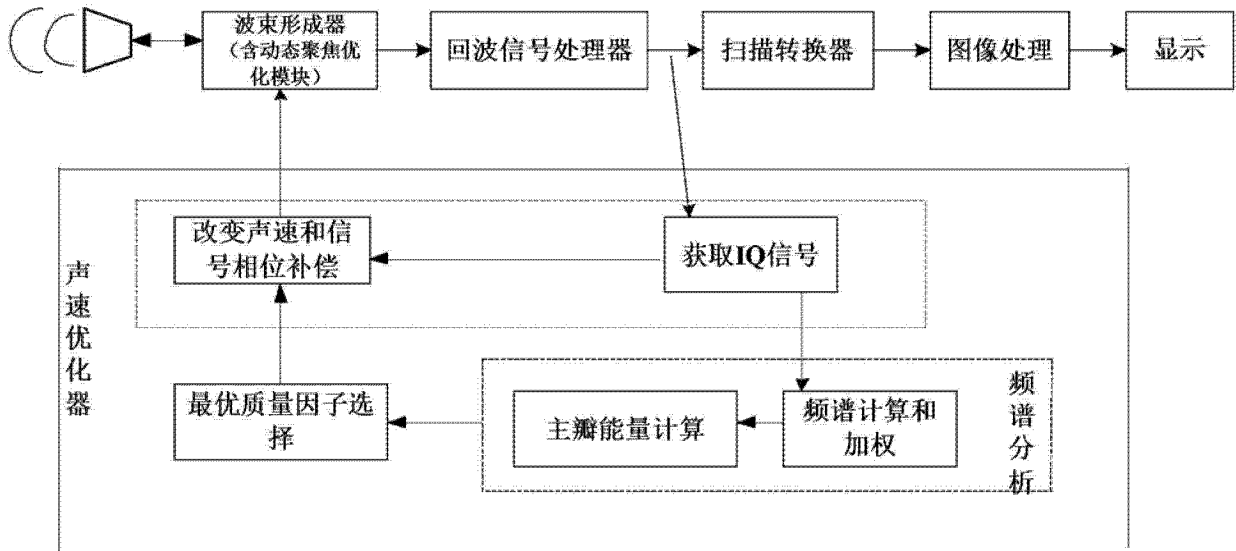 波束形成器
（含动态聚焦优
化模块）
回波信号处理器
扫描转换器
图像处理
显示
声速优化器
改变声速和信
号相位补偿
获取IQ信号
最优质量因子选
择
主瓣能量计算
频谱计算和
加权
频谱分析